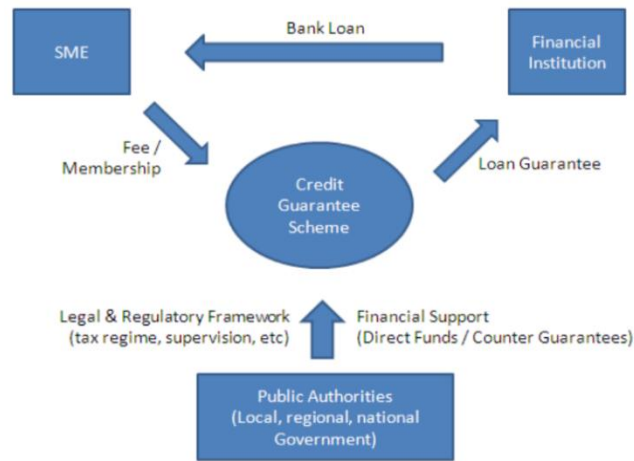 Bank Loan
SME
Financial
Institution
Fee /
Membership
Loan Guarantee
Credit
Guarantee
Scheme
Legal & Regulatory Framework
(tax regime, supervision, etc)
Financial Support
(Direct Funds / Counter Guarantees)
Public Authorities
(Local, regional, national
Government)